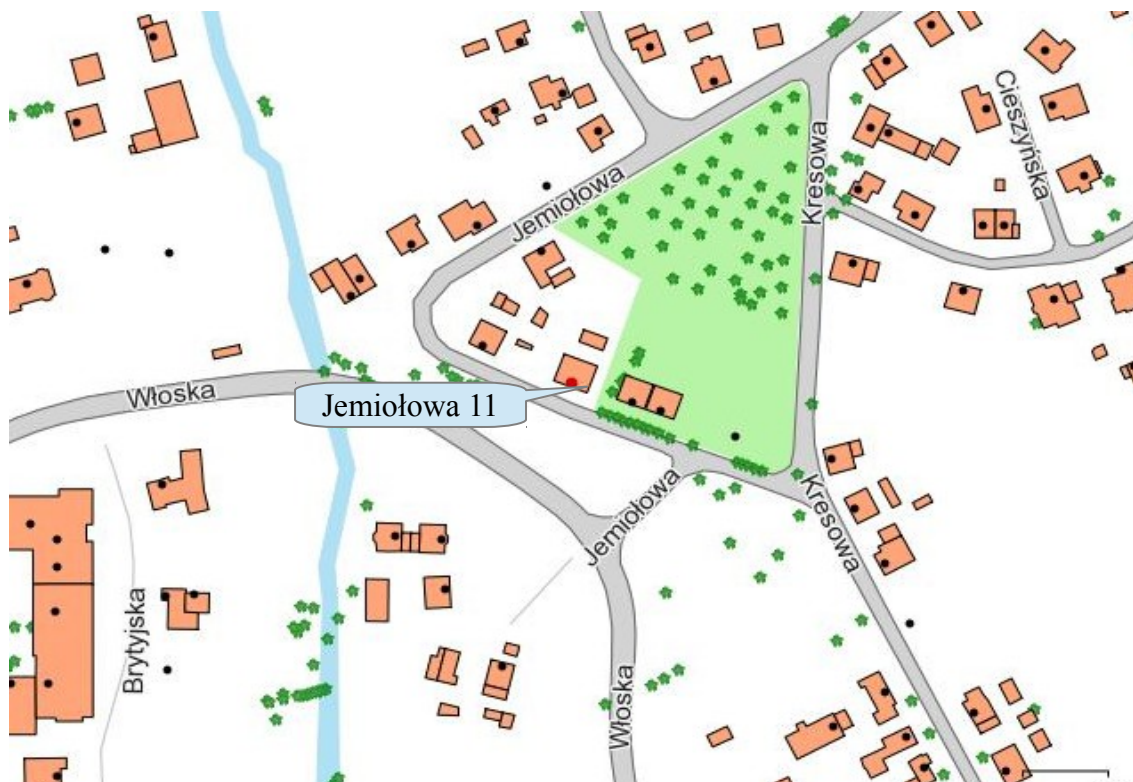 Cieszyńska
Kresowa
Jemiołowa
Włoska
Jemiołowa 11
Jemiołowa
Kresowa
Brytyjska
Włoska